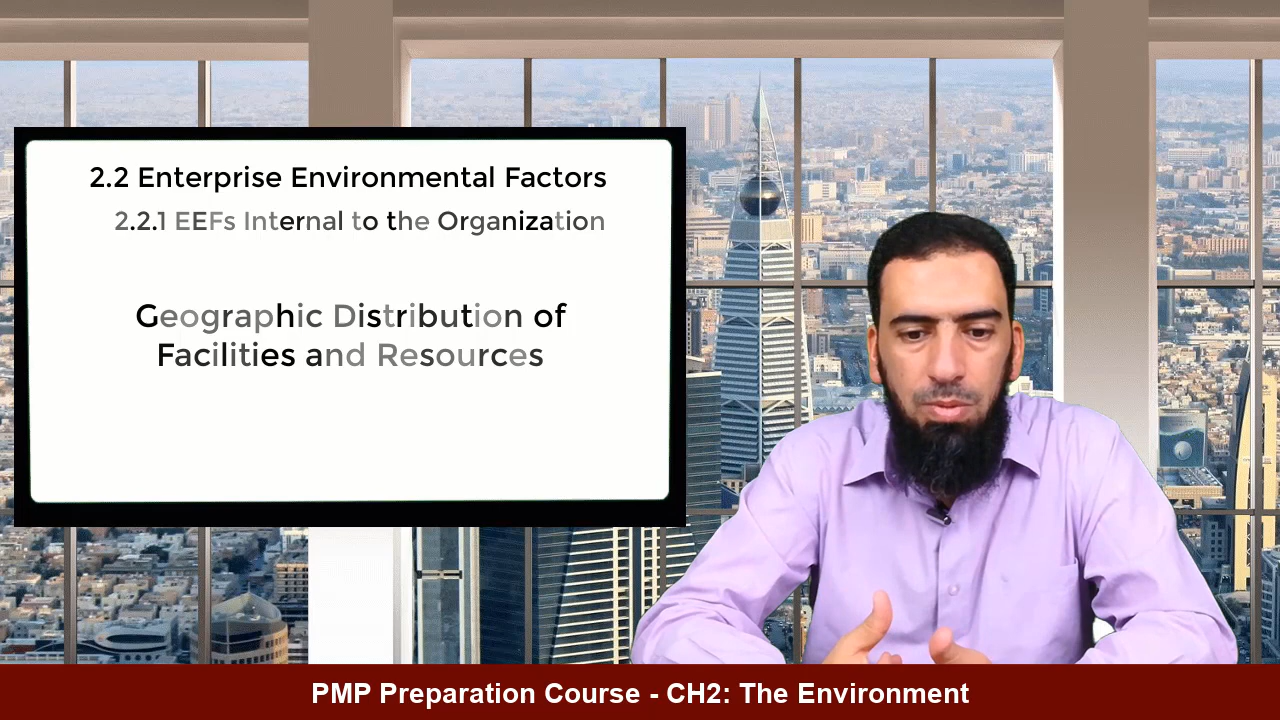 2.2 Enterprise Environmental Factors
2.2.1 EEFs Internal to the Organization
Geographic Distribution of
Facilities and Resources
PMP Preparation Course - CH2: The Environment